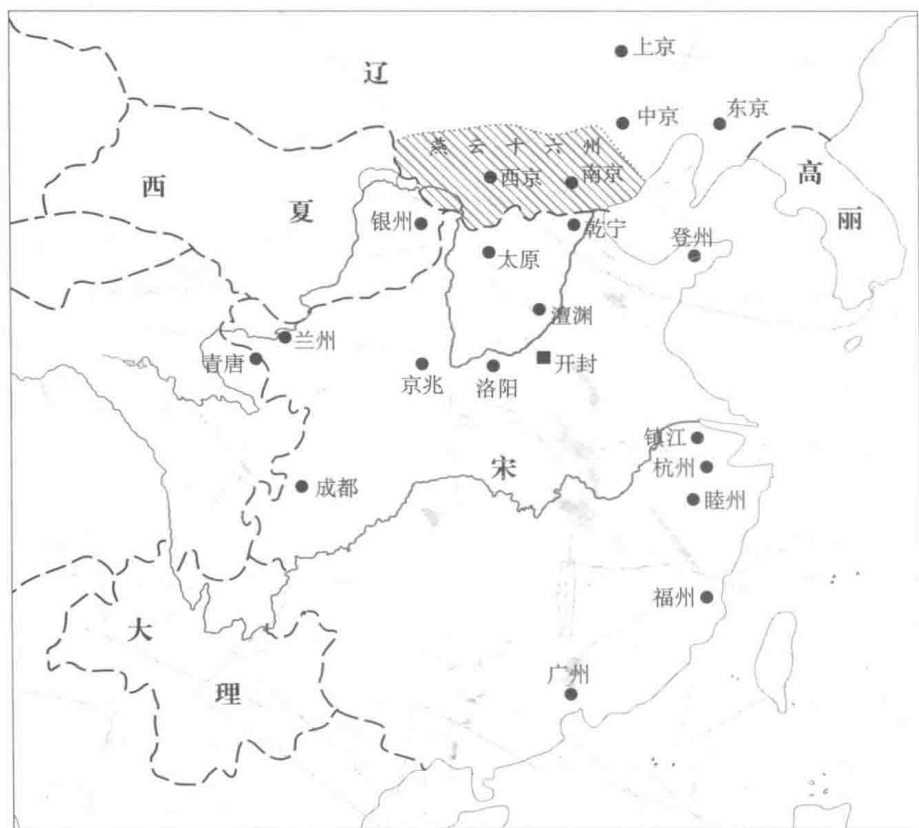 上京
辽
中京
东京
燕云十六州
西京
南京
高丽
西夏
银州
乾宁
登州
太原
澶渊
兰州
青唐
京兆
洛阳
开封
镇江
宋
杭州
成都
睦州
福州
大理
广州